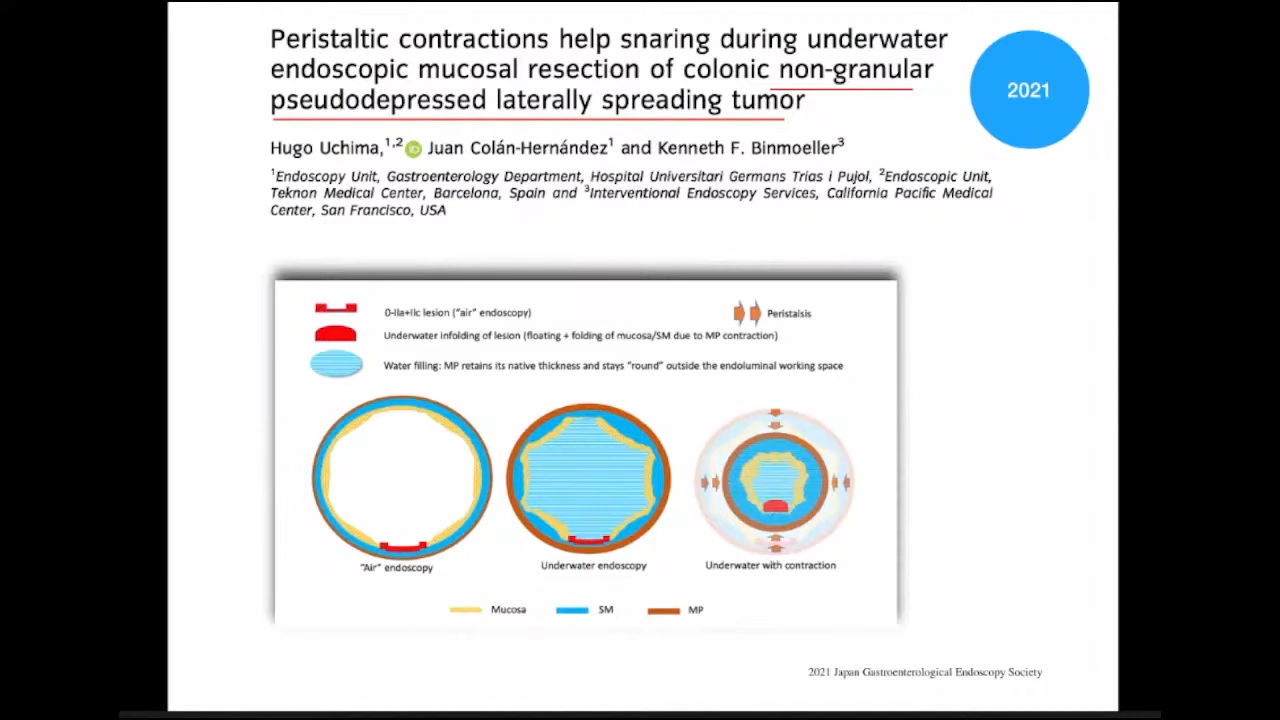 Peristaltic contractions help snaring during underwater
endoscopic mucosal resection of colonic non-granular
pseudodepressed laterally spreading tumor
2021
Hugo Uchima,1,2 Juan Colán-Hernández1 and Kenneth F. Binmoeller3
1Endoscopy Unit, Gastroenterology Department, Hospital Universitari Germans Trias i Pujol, 2Endoscopic Unit,
Teknon Medical Center, Barcelona, Spain and 3Interventional Endoscopy Services, California Pacific Medical
Center, San Francisco, USA
0-IIa+IIc lesion ("air" endoscopy)
Peristalsis
Underwater infolding of lesion (floating + folding of mucosa/SM due to MP contraction)
Water filling: MP retains its native thickness and stays "round" outside the endoluminal working space
"Air" endoscopy
Underwater endoscopy
Underwater with contraction
Mucosa
SM
MP
2021 Japan Gastroenterological Endoscopy Society